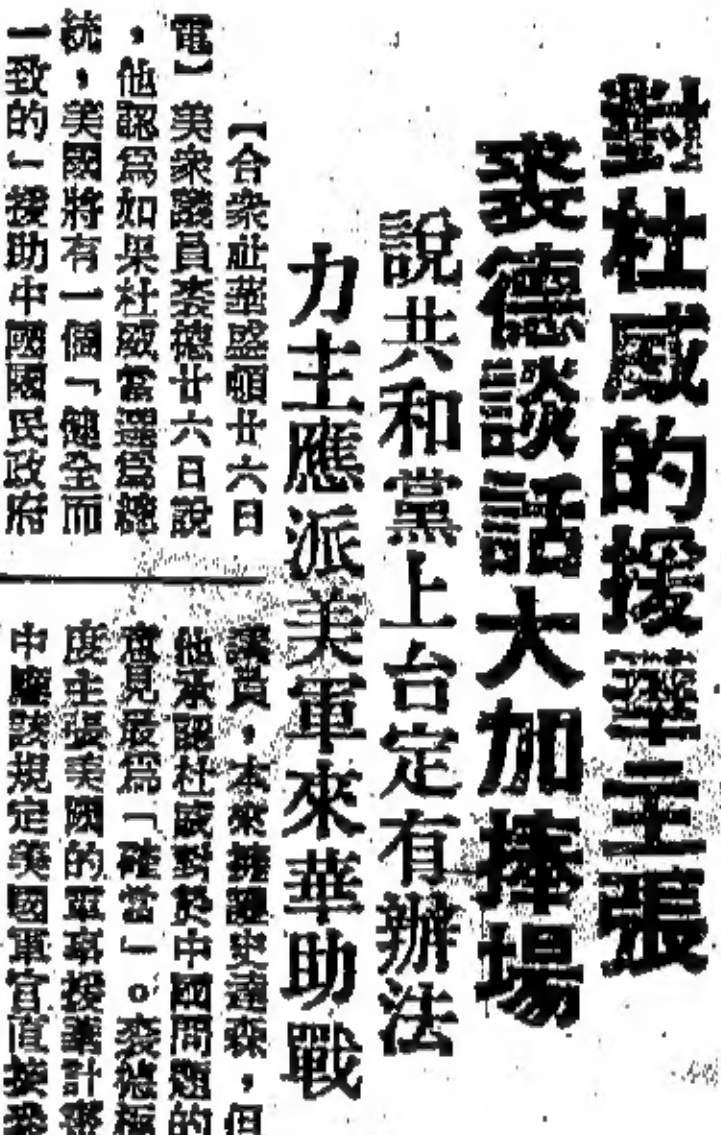 對杜威的援華主張
裘德談話大加捧場
說共和黨上台定有辦法
力主應派美軍來華助戰
【合衆社華盛頓廿六日
電】美衆議員裘德廿六日說
，他認爲如果杜威當選爲總
統，美國將有一個「健全而
一致的」援助中國國民政府
議員，本來擁護史達森，但
他承認杜威對於中國問題的
意見最爲「確當」。裘德極
度主張美國的軍事援華計畫
中應該規定美國軍官直接